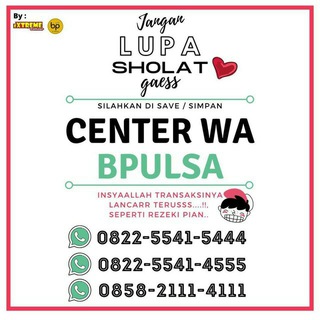 By :
EXTREME
bp
Jangan
LUPA
SHOLAT
gaess
SILAHKAN DI SAVE / SIMPAN
CENTER WA
BPULSA
INSYAALLAH TRANSAKSINYA
LANCARR TERUSSS....!!,
SEPERTI REZEKI PIAN..
0822-5541-5444
0822-5541-4555
0858-2111-4111